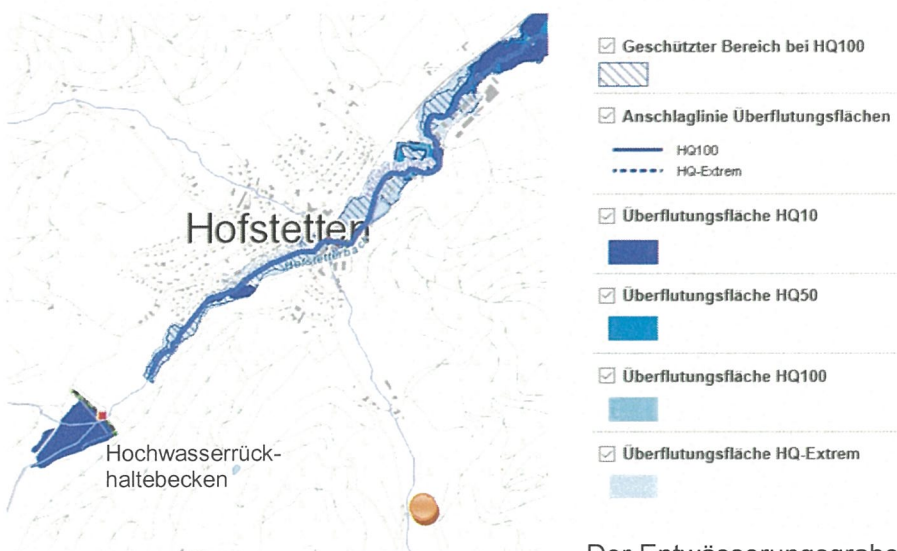 Hofstetten
Hofstetterbach
Hochwasserrück-
haltebecken
Geschützter Bereich bei HQ100
Anschlaglinie Überflutungsflächen
HQ100
HQ-Extrem
Überflutungsfläche HQ10
Überflutungsfläche HQ50
Überflutungsfläche HQ100
Überflutungsfläche HQ-Extrem